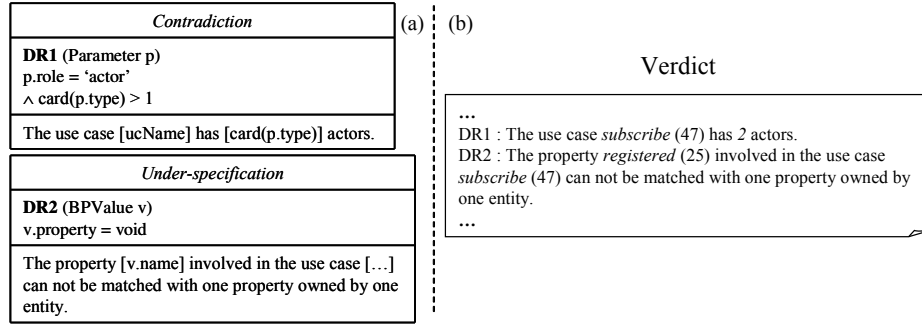 Contradiction
DR1 (Parameter p)
p.role = ‘actor’
∧ card(p.type) > 1
The use case [ucName] has [card(p.type)] actors.
Under-specification
DR2 (BPValue v)
v.property = void
The property [v.name] involved in the use case […]
can not be matched with one property owned by one
entity.
(a)
(b)
Verdict
...
DR1 : The use case subscribe (47) has 2 actors.
DR2 : The property registered (25) involved in the use case
subscribe (47) can not be matched with one property owned by
one entity.
...